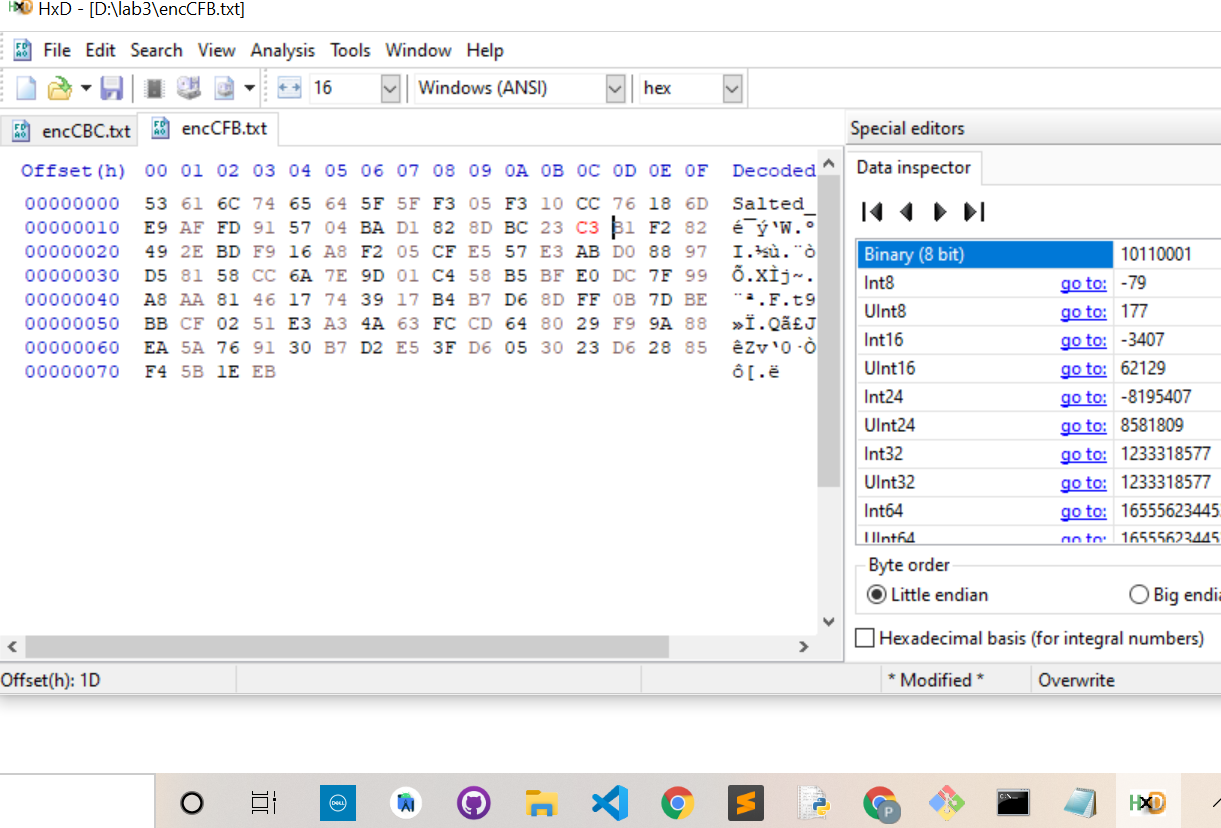 HxD - [D:\lab3\encCFB.txt]
File Edit Search View Analysis Tools Window Help
16 Windows (ANSI) hex
encCBC.txt encCFB.txt
Offset(h) 00 01 02 03 04 05 06 07 08 09 0A 0B 0C 0D 0E 0F Decoded
00000000 53 61 6C 74 65 64 5F 5F F3 05 F3 10 CC 76 18 6D Salted_
00000010 E9 AF FD 91 57 04 BA D1 82 8D BC 23 C3 B1 F2 82 é¯ý‘W.º
00000020 49 2E BD F9 16 A8 F2 05 CF E5 57 E3 AB D0 88 97 I.½ù.¨ò
00000030 D5 81 58 CC 6A 7E 9D 01 C4 58 B5 BF E0 DC 7F 99 Õ.XÌj~.
00000040 A8 AA 81 46 17 74 39 17 B4 B7 D6 8D FF 0B 7D BE ¨ª.F.t9
00000050 BB CF 02 51 E3 A3 4A 63 FC CD 64 80 29 F9 9A 88 »Ï.Qã£J
00000060 EA 5A 76 91 30 B7 D2 E5 3F D6 05 30 23 D6 28 85 êZv‘0·Ò
00000070 F4 5B 1E EB ô[.ë
Special editors
Data inspector
Binary (8 bit) 10110001
Int8 go to: -79
UInt8 go to: 177
Int16 go to: -3407
UInt16 go to: 62129
Int24 go to: -8195407
UInt24 go to: 8581809
Int32 go to: 1233318577
UInt32 go to: 1233318577
Int64 go to: 16555623445
UInt64 go to: 16555623445
Byte order
Little endian Big endia
Hexadecimal basis (for integral numbers)
Offset(h): 1D * Modified * Overwrite
DELL
P
HxD